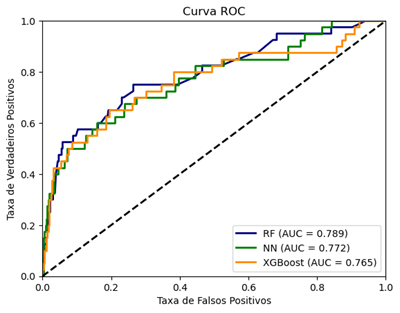 Curva ROC
Taxa de Verdadeiros Positivos
1.0
0.8
0.6
0.4
0.2
0.0
RF (AUC = 0.789)
NN (AUC = 0.772)
XGBoost (AUC = 0.765)
0.0 0.2 0.4 0.6 0.8 1.0
Taxa de Falsos Positivos